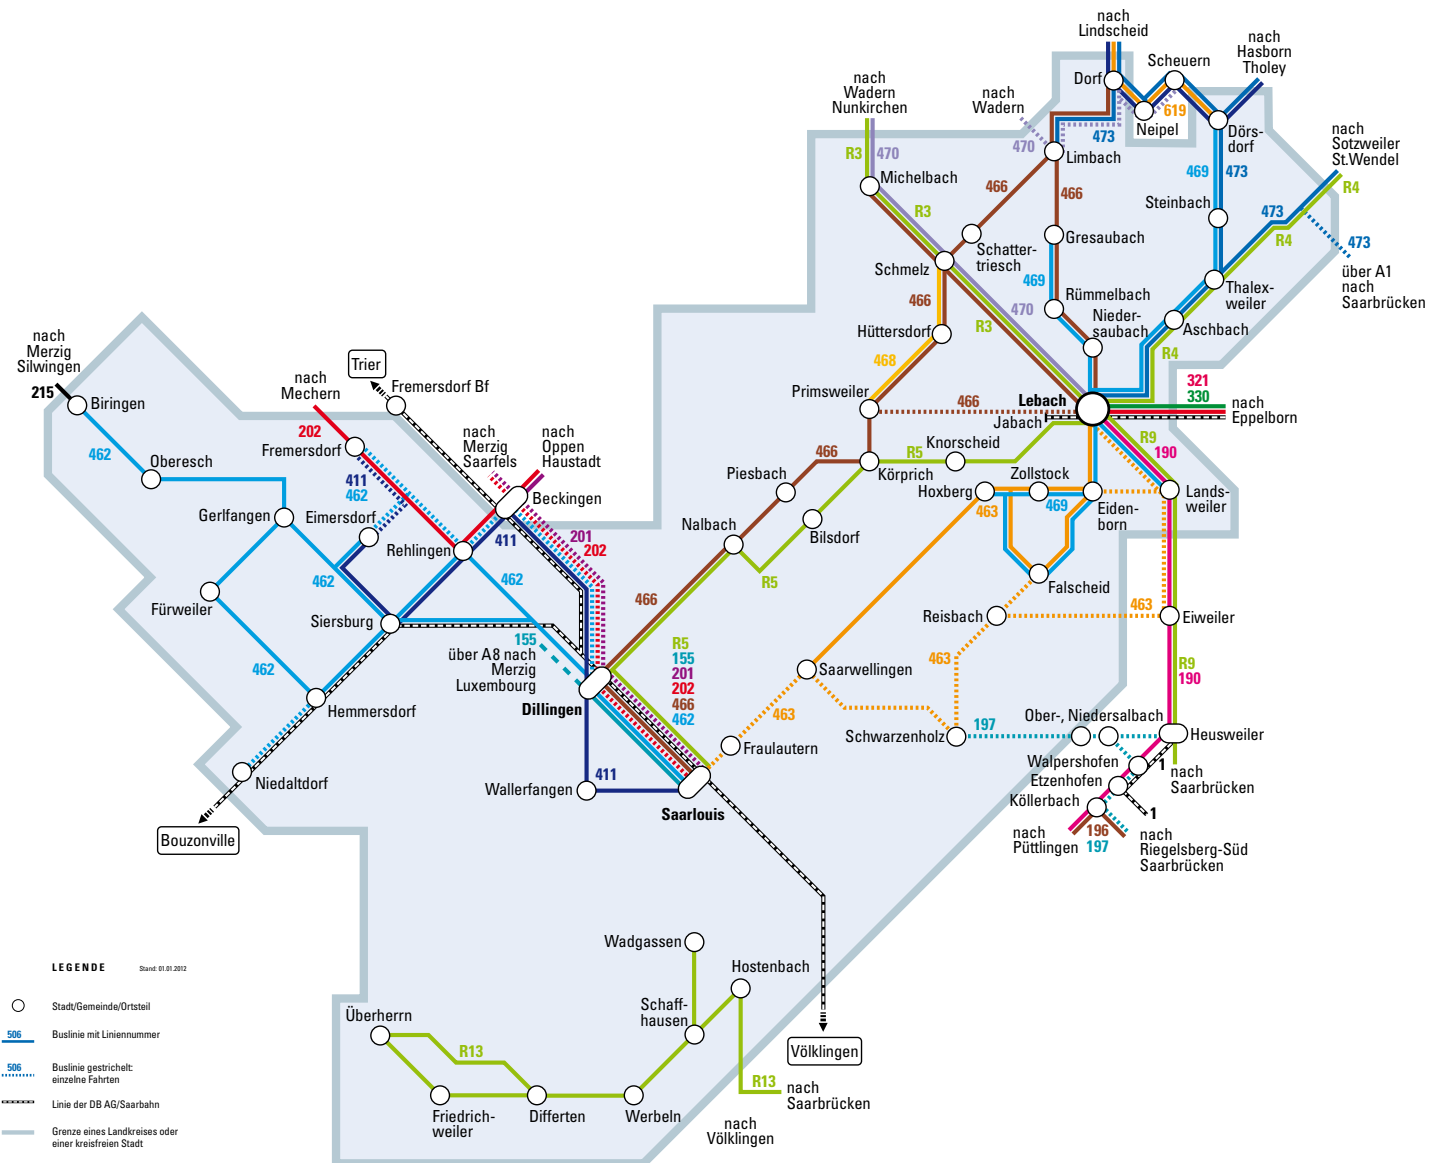 nach
Lindscheid
Dorf
Scheuern
nach
Hasborn
Tholey
619
Neipel
Dörs-
dorf
nach
Wadern
Nunkirchen
nach
Wadern
470
473
Limbach
nach
Sotzweiler
St.Wendel
R3
470
Michelbach
R3
466
466
469
473
R4
Steinbach
473
R4
473
über A1
nach
Saarbrücken
Schatter-
triesch
Gresaubach
Schmelz
469
466
470
R3
Rümmelbach
Nieder-
saubach
Thalex-
weiler
Aschbach
R4
Hüttersdorf
468
Primsweiler
466
Lebach
Jabach
321
330
nach
Eppelborn
nach
Merzig
Silwingen
215
Biringen
462
Oberesch
Trier
nach
Mechern
Fremersdorf Bf
202
Fremersdorf
411
462
nach
Merzig
Saarfels
nach
Oppen
Haustadt
Beckingen
Gerlfangen
Eimersdorf
Rehlingen
411
201
202
462
462
Fürweiler
Siersburg
462
155
über A8 nach
Merzig
Luxembourg
Dillingen
Hemmersdorf
Niedaltdorf
Bouzonville
466
Piesbach
R5
Knorscheid
Körprich
Nalbach
Bilsdorf
R5
466
R5
155
201
202
466
462
R9
190
Zollstock
Hoxberg
463
469
Eiden-
born
Lands-
weiler
Falscheid
Reisbach
463
Eiweiler
463
Saarwellingen
R9
190
463
Fraulautern
Schwarzenholz
197
Ober-, Niedersalbach
Heusweiler
Walpershofen
1
Etzenhofen
nach
Saarbrücken
Köllerbach
1
nach
Püttlingen
196
197
nach
Riegelsberg-Süd
Saarbrücken
411
Wallerfangen
Saarlouis
Wadgassen
Hostenbach
Schaff-
hausen
Überherrn
R13
Völklingen
R13
nach
Saarbrücken
Friedrich-
weiler
Differten
Werbeln
nach
Völklingen
LEGENDE
Stand: 01.01.2012
Stadt/Gemeinde/Ortsteil
506
Buslinie mit Liniennummer
506
Buslinie gestrichelt:
einzelne Fahrten
Linie der DB AG/Saarbahn
Grenze eines Landkreises oder
einer kreisfreien Stadt